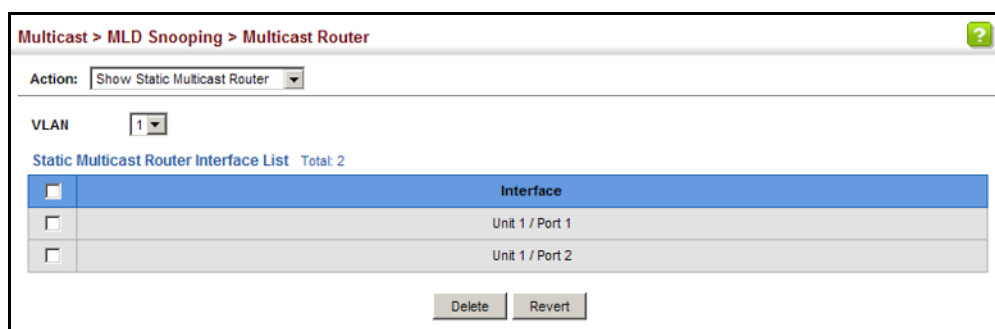 Multicast > MLD Snooping > Multicast Router
?
Action: Show Static Multicast Router
VLAN 1
Static Multicast Router Interface List Total: 2
Interface
Unit 1 / Port 1
Unit 1 / Port 2
Delete Revert